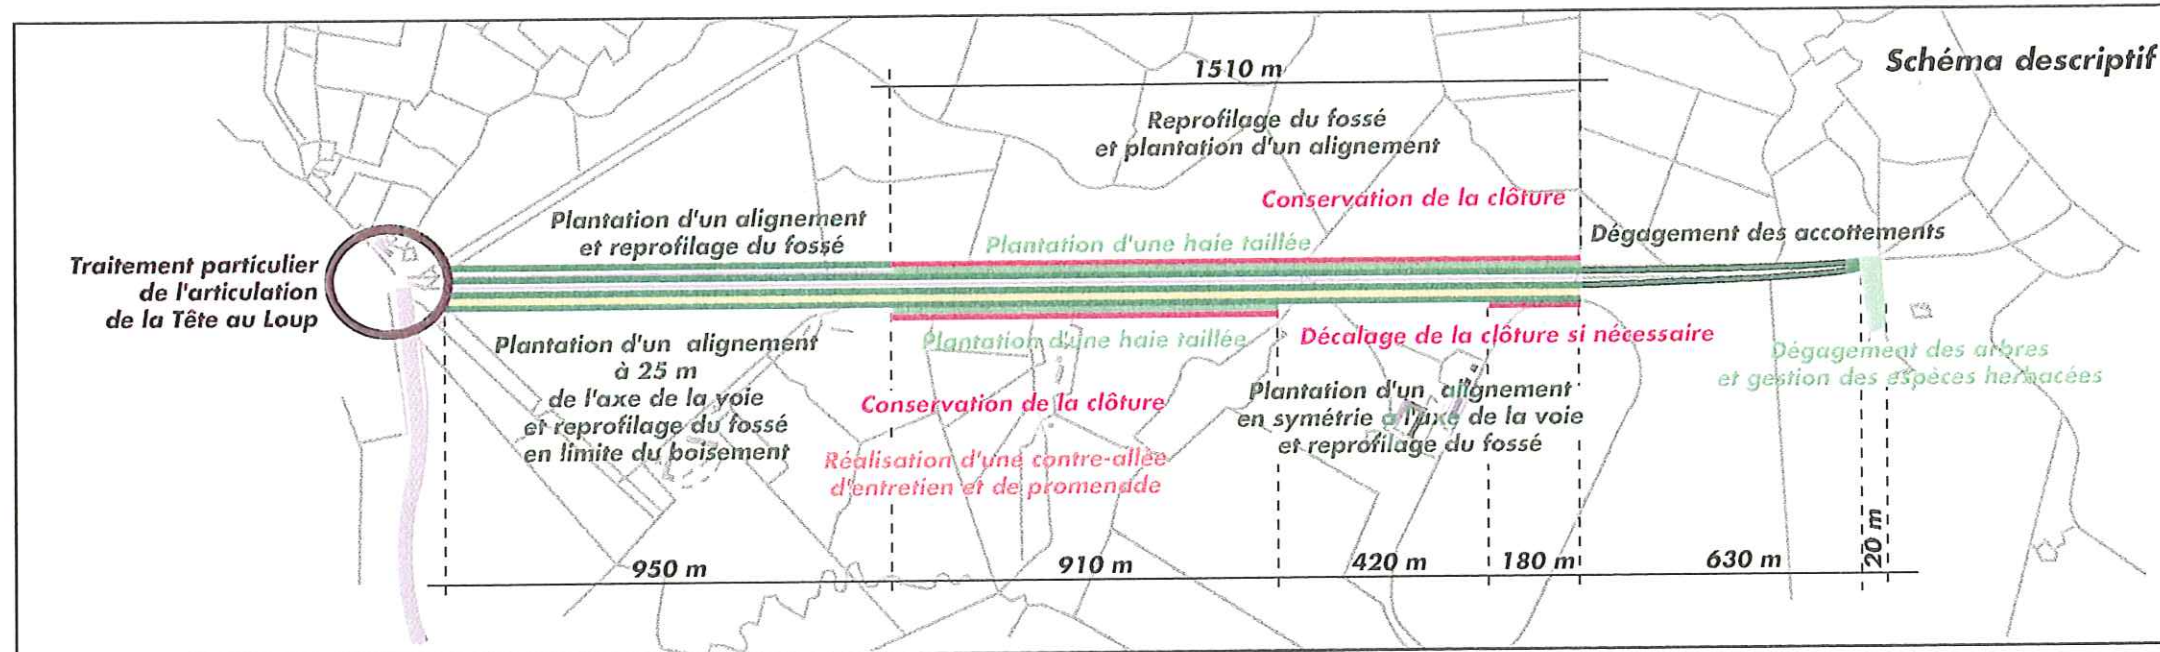 Schéma descriptif
1510 m
Reprofilage du fossé
et plantation d'un alignement
Conservation de la clôture
Plantation d'un alignement
et reprofilage du fossé
Plantation d'une haie taillée
Dégagement des accottements
Traitement particulier
de l'articulation
de la Tête au Loup
Plantation d'un alignement
à 25 m
de l'axe de la voie
et reprofilage du fossé
en limite du boisement
Plantation d'une haie taillée
Décalage de la clôture si nécessaire
Dégagement des arbres
et gestion des espèces herbacées
Conservation de la clôture
Plantation d'un alignement
en symétrie à l'axe de la voie
et reprofilage du fossé
Réalisation d'une contre-allée
d'entretien et de promenade
950 m
910 m
420 m
180 m
630 m
20 m